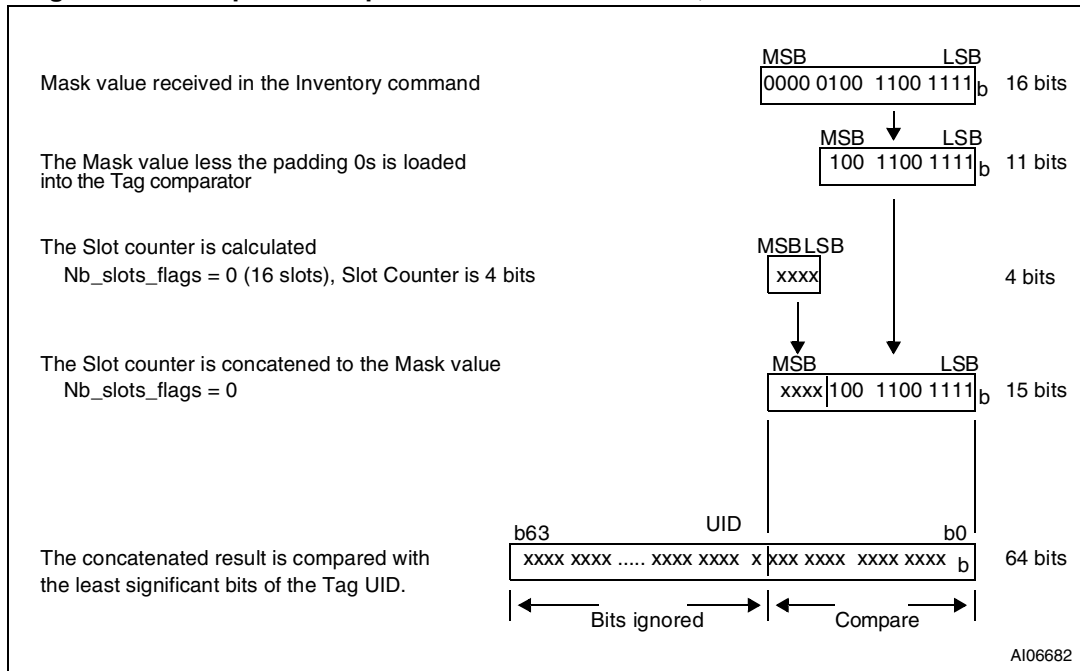 MSB LSB
Mask value received in the Inventory command 0000 0100 1100 1111 b 16 bits
MSB LSB
The Mask value less the padding 0s is loaded
into the Tag comparator
100 1100 1111 b 11 bits
The Slot counter is calculated
MSB LSB
Nb_slots_flags = 0 (16 slots), Slot Counter is 4 bits xxxx 4 bits
The Slot counter is concatened to the Mask value
MSB LSB
Nb_slots_flags = 0 xxxx 100 1100 1111 b 15 bits
UID
b63 b0
The concatenated result is compared with
the least significant bits of the Tag UID.
xxxx xxxx ..... xxxx xxxx x xxx xxxx xxxx xxxx b 64 bits
Bits ignored Compare
AI06682